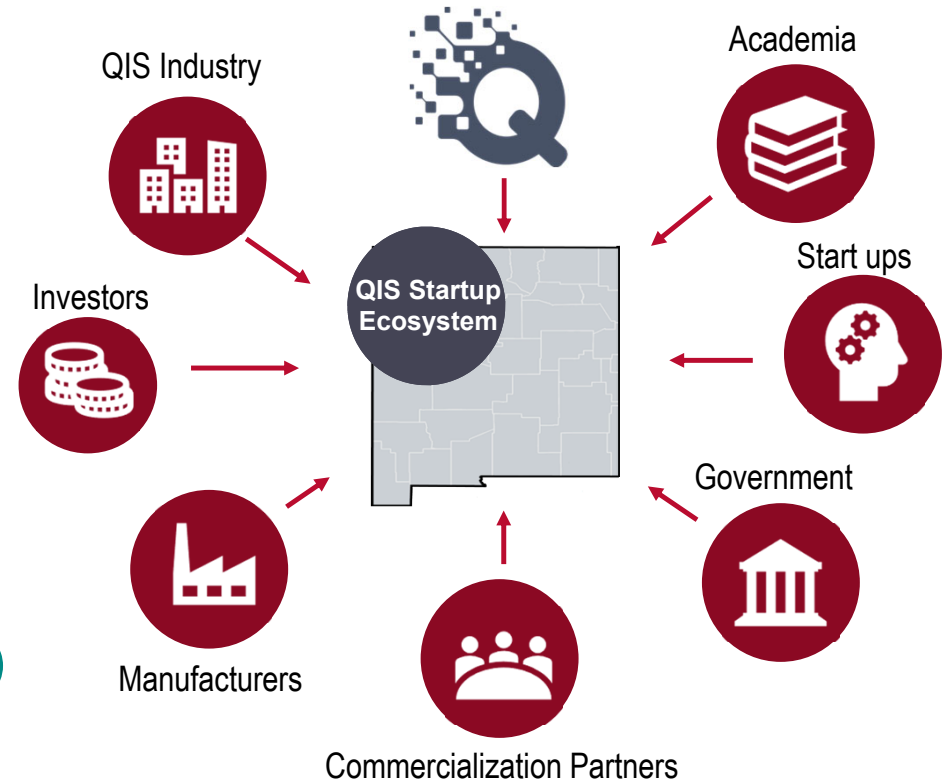 Academia
QIS Industry
Start ups
QIS Startup
Ecosystem
Investors
Government
Manufacturers
Commercialization Partners